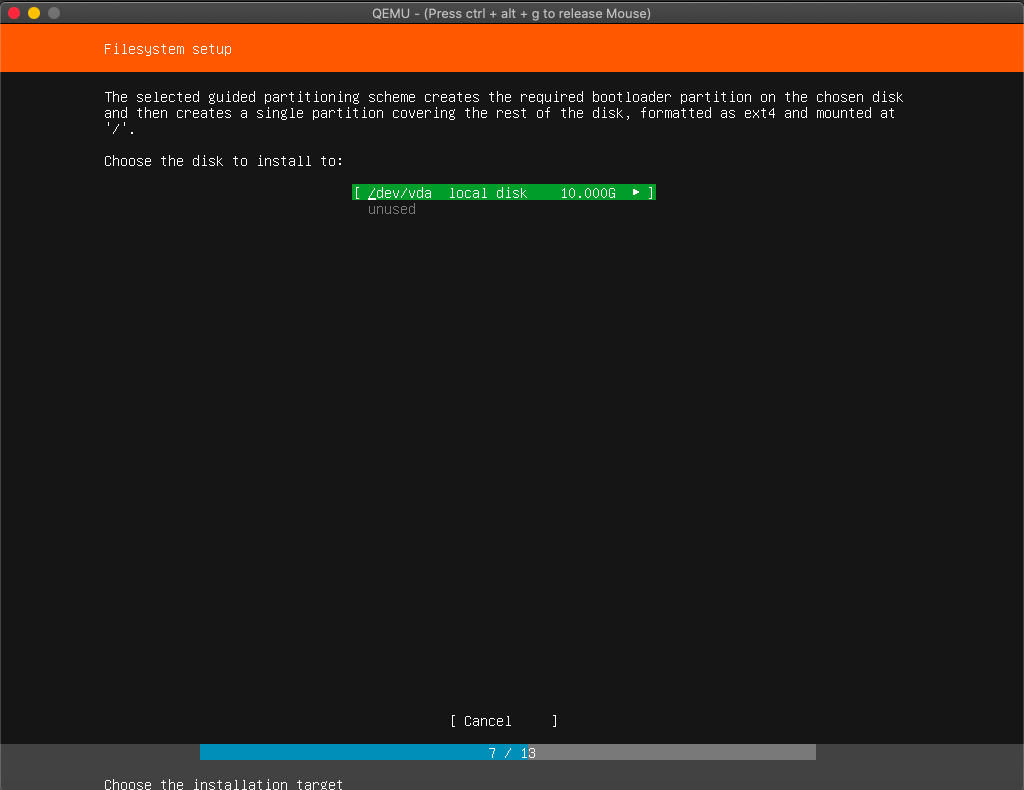 QEMU - (Press ctrl + alt + g to release Mouse)
Filesystem setup
The selected guided partitioning scheme creates the required bootloader partition on the chosen disk
and then creates a single partition covering the rest of the disk, formatted as ext4 and mounted at
'/'.
Choose the disk to install to:
[ /dev/vda  local disk    10.000G  ► ]
unused
[ Cancel     ]
7 / 13
Choose the installation target